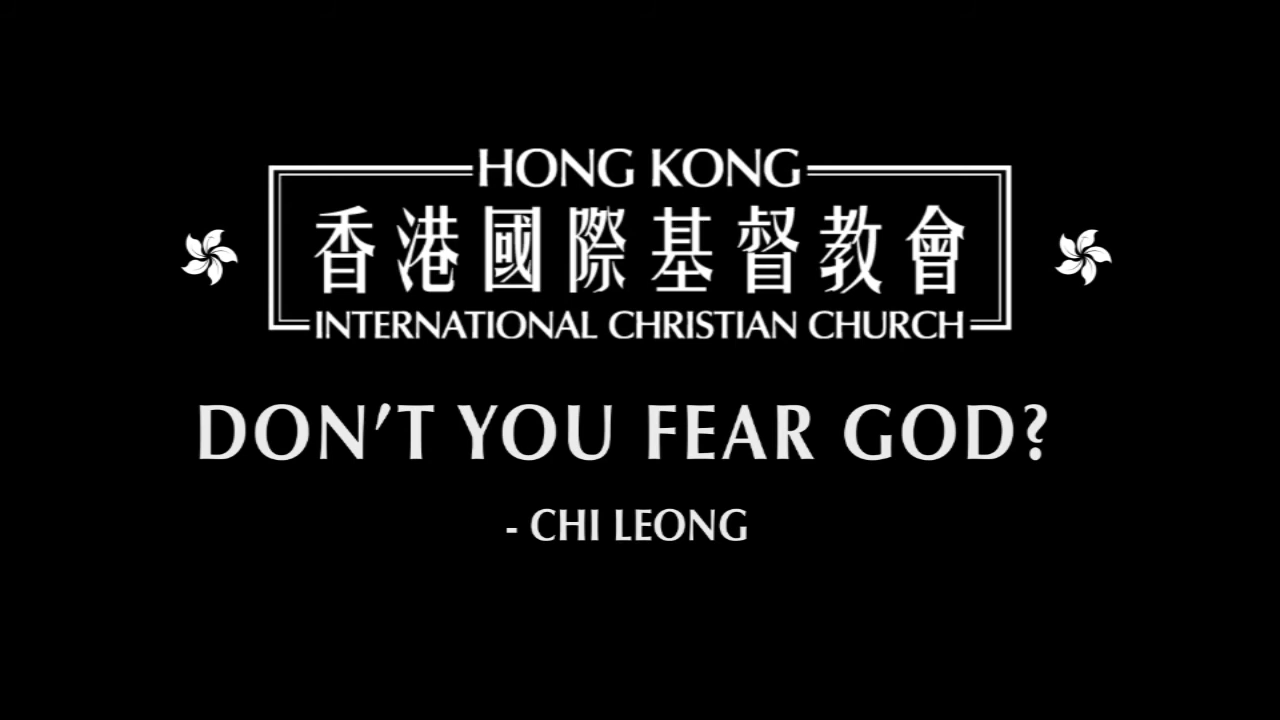 HONG KONG
香港國際基督教會
INTERNATIONAL CHRISTIAN CHURCH
DON'T YOU FEAR GOD?
- CHI LEONG